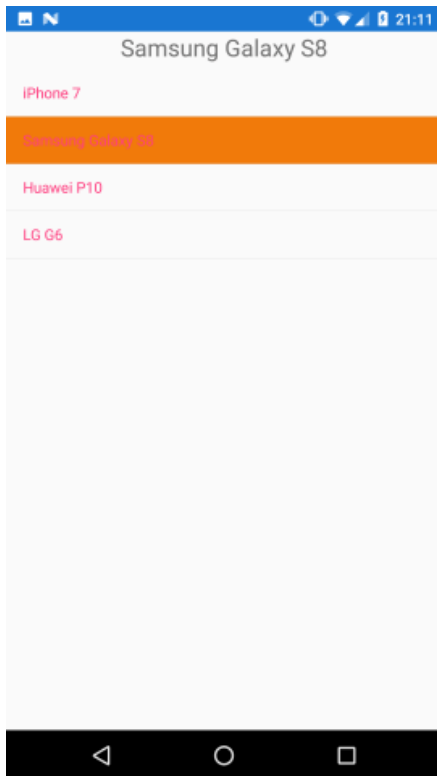 21:11
Samsung Galaxy S8
iPhone 7
Samsung Galaxy S8
Huawei P10
LG G6